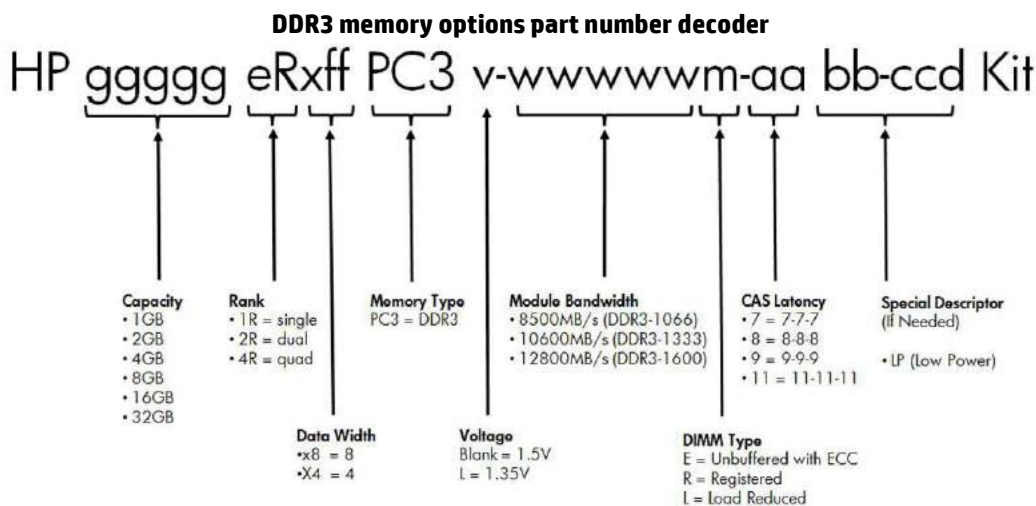 DDR3 memory options part number decoder
HP ggggg eRxff PC3 v-wwwwwm-aa bb-ccd Kit
Capacity
• 1GB
• 2GB
• 4GB
• 8GB
• 16GB
• 32GB
Rank
• 1R = single
• 2R = dual
• 4R = quad
Memory Type
PC3 = DDR3
Module Bandwidth
• 8500MB/s (DDR3-1066)
• 10600MB/s (DDR3-1333)
• 12800MB/s (DDR3-1600)
CAS Latency
• 7 = 7-7-7
• 8 = 8-8-8
• 9 = 9-9-9
• 11 = 11-11-11
Special Descriptor
(If Needed)
• LP (Low Power)
Data Width
•x8 = 8
•X4 = 4
Voltage
Blank = 1.5V
L = 1.35V
DIMM Type
E = Unbuffered with ECC
R = Registered
L = Load Reduced